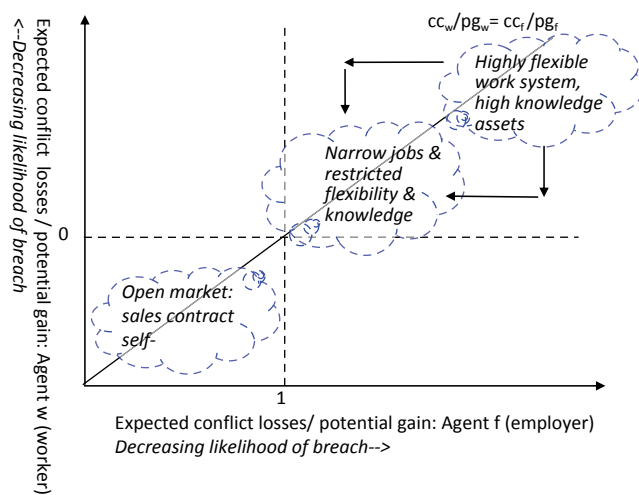 cc_w/pg_w= cc_f/pg_f
Highly flexible
work system,
high knowledge
assets
Narrow jobs &
restricted
flexibility &
knowledge
Open market:
sales contract
self-
Expected conflict losses / potential gain: Agent w (worker)
<--Decreasing likelihood of breach
0
1
Expected conflict losses/ potential gain: Agent f (employer)
Decreasing likelihood of breach-->